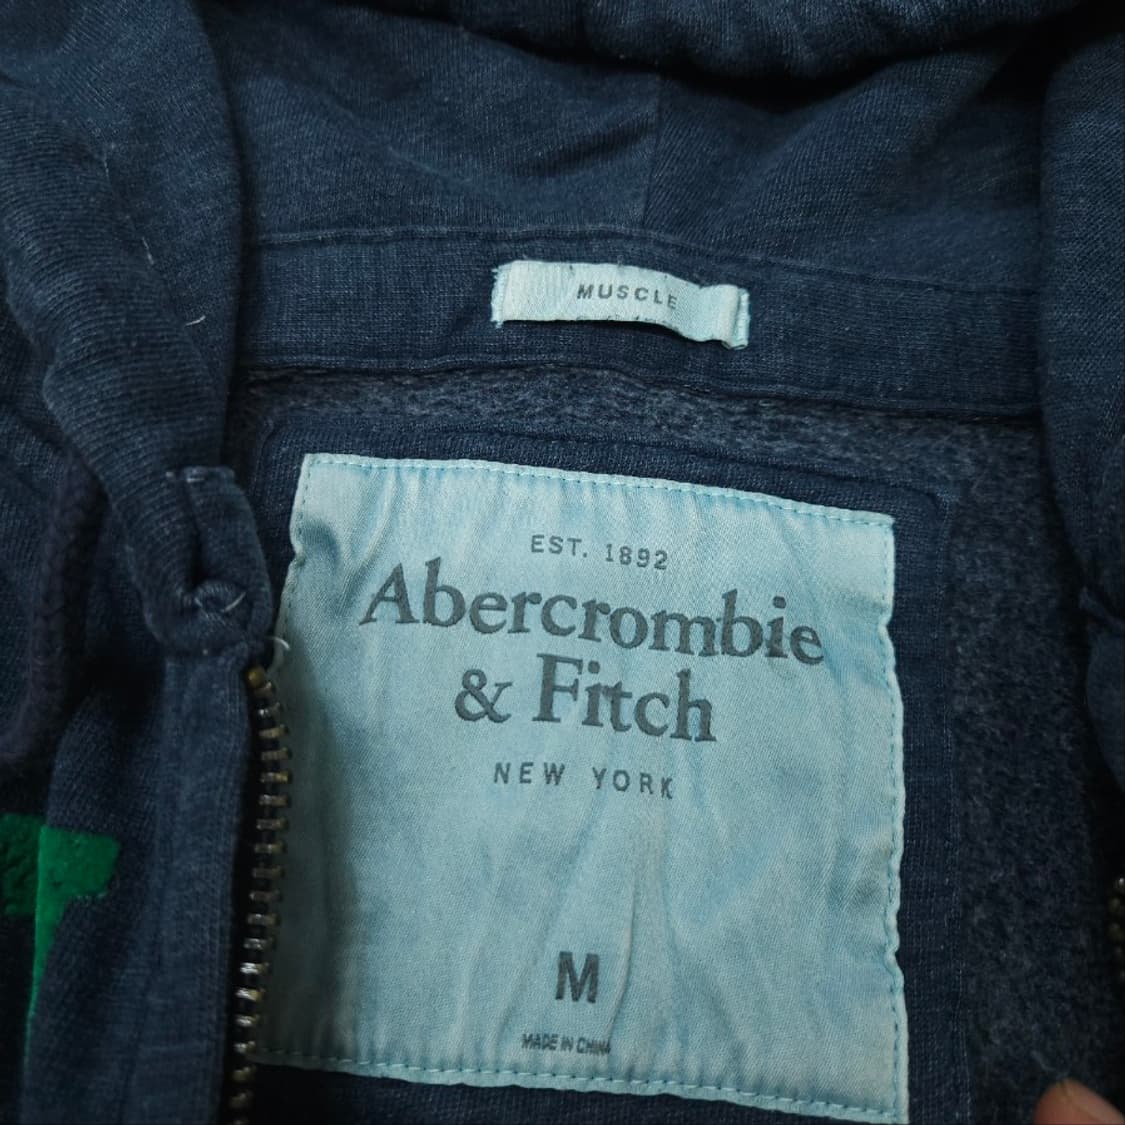 MUSCLE
EST. 1892
Abercrombie
& Fitch
NEW YORK
M
MADE IN CHINA